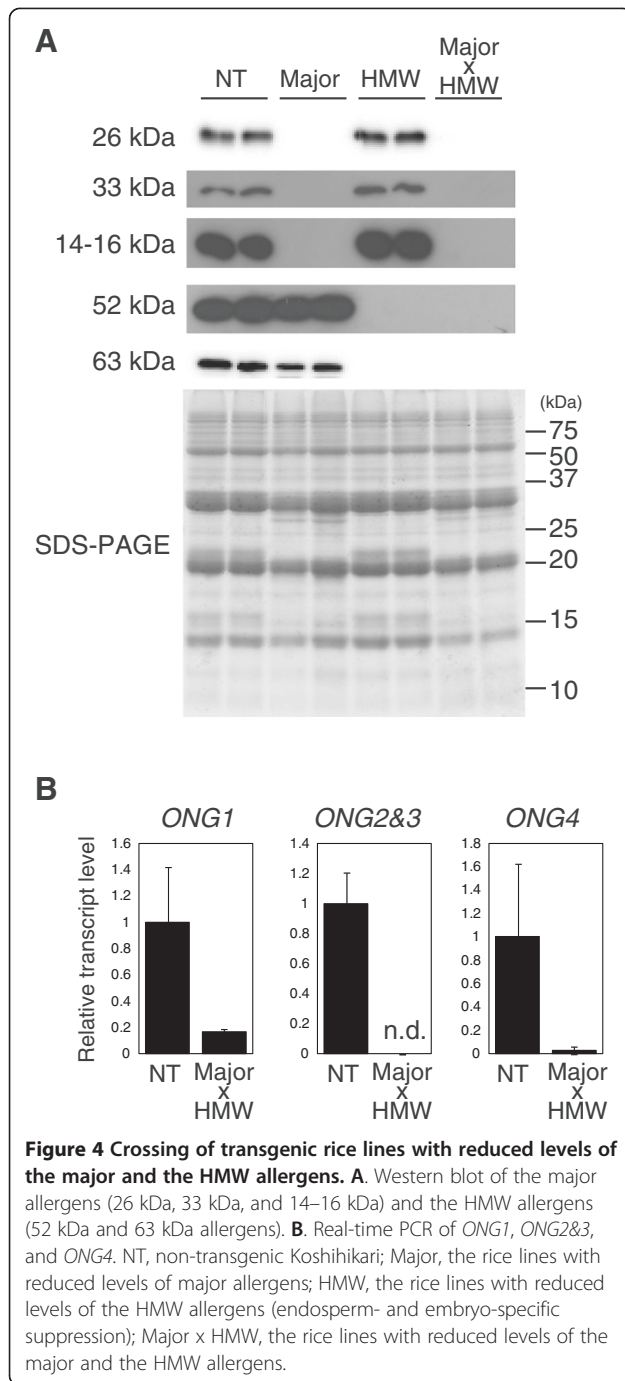 A
NT
Major
HMW
Major
x
HMW
26 kDa
33 kDa
14-16 kDa
52 kDa
63 kDa
(kDa)
75
50
37
25
20
15
10
SDS-PAGE
B
ONG1
ONG2&3
ONG4
Relative transcript level
1.6
1.4
1.2
1
0.8
0.6
0.4
0.2
0
NT
Major
x
HMW
1.4
1.2
1
0.8
0.6
0.4
0.2
0
n.d.
NT
Major
x
HMW
1.8
1.6
1.4
1.2
1
0.8
0.6
0.4
0.2
0
NT
Major
x
HMW
Figure 4 Crossing of transgenic rice lines with reduced levels of
the major and the HMW allergens. A. Western blot of the major
allergens (26 kDa, 33 kDa, and 14–16 kDa) and the HMW allergens
(52 kDa and 63 kDa allergens). B. Real-time PCR of ONG1, ONG2&3,
and ONG4. NT, non-transgenic Koshihikari; Major, the rice lines with
reduced levels of major allergens; HMW, the rice lines with reduced
levels of the HMW allergens (endosperm- and embryo-specific
suppression); Major x HMW, the rice lines with reduced levels of the
major and the HMW allergens.